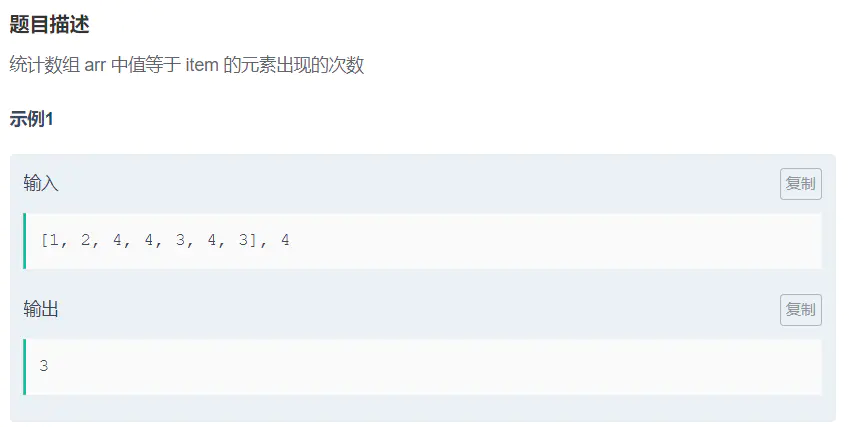 题目描述
统计数组 arr 中值等于 item 的元素出现的次数
示例1
输入
复制
[1, 2, 4, 4, 3, 4, 3], 4
输出
复制
3